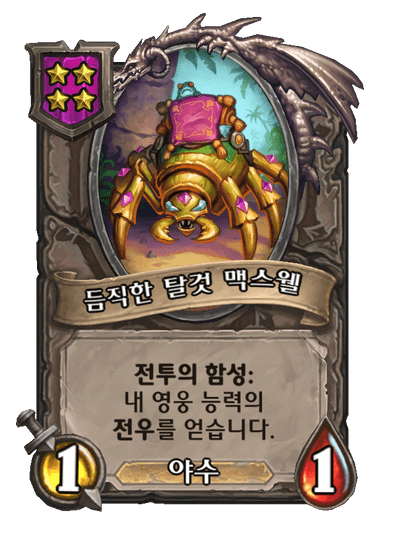 듬직한 탈것 맥스웰
전투의 함성:
내 영웅 능력의
전우를 얻습니다.
1
야수
1